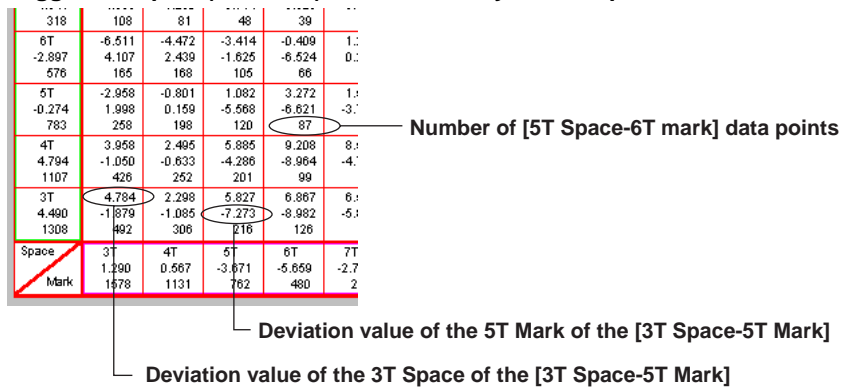 318 108 81 48 39
6T -6.511 -4.472 -3.414 -0.409
-2.897 4.107 2.439 -1.625 -6.524
576 165 168 105 66
5T -2.958 -0.801 1.082 3.272
-0.274 1.998 0.159 -5.568 -6.621
783 258 198 120 87
Number of [5T Space-6T mark] data points
4T 3.958 2.495 5.885 9.208
4.794 -1.050 -0.633 -4.286 -8.964
1107 426 252 201 99
3T 4.784 2.298 5.827 6.867
4.490 -1.879 -1.085 -7.273 -8.982
1308 492 306 216 126
Space 3T 4T 5T 6T 7T
1.290 0.567 -3.671 -5.659
Mark 1578 1131 762 480
Deviation value of the 5T Mark of the [3T Space-5T Mark]
Deviation value of the 3T Space of the [3T Space-5T Mark]